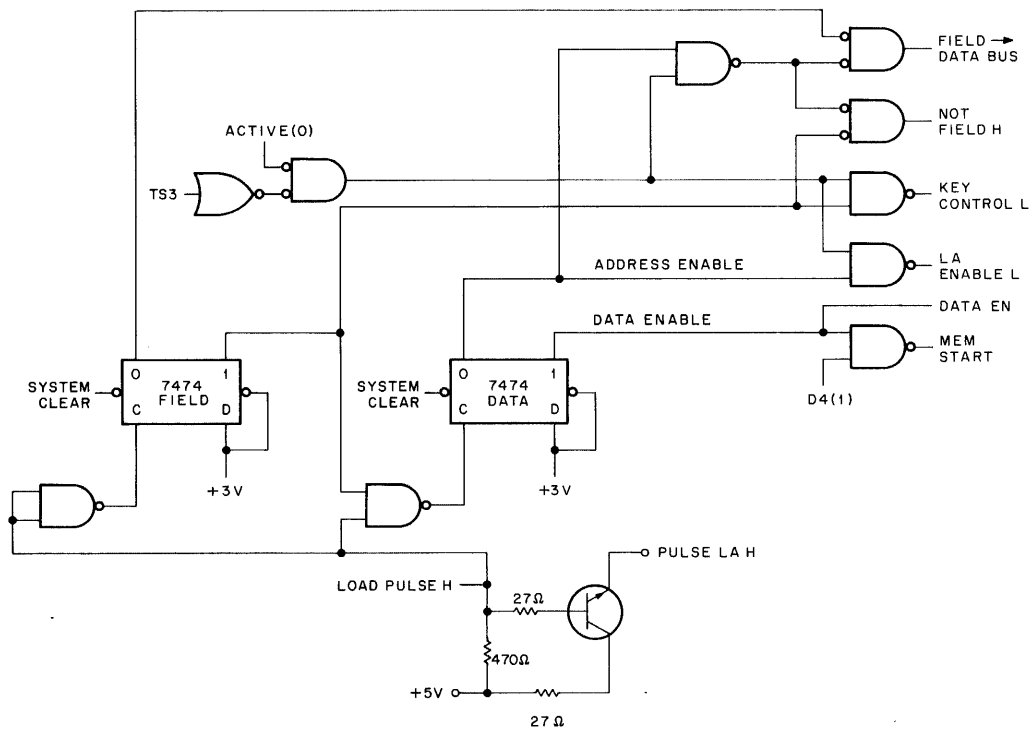 FIELD →
DATA BUS
NOT
FIELD H
ACTIVE(0)
TS3
KEY
CONTROL L
ADDRESS ENABLE
LA
ENABLE L
DATA EN
DATA ENABLE
MEM
START
D4(1)
SYSTEM
CLEAR
0 1
7474
FIELD
C D
+3V
SYSTEM
CLEAR
0 1
7474
DATA
C D
+3V
PULSE LA H
LOAD PULSE H
27Ω
470Ω
+5V
27Ω